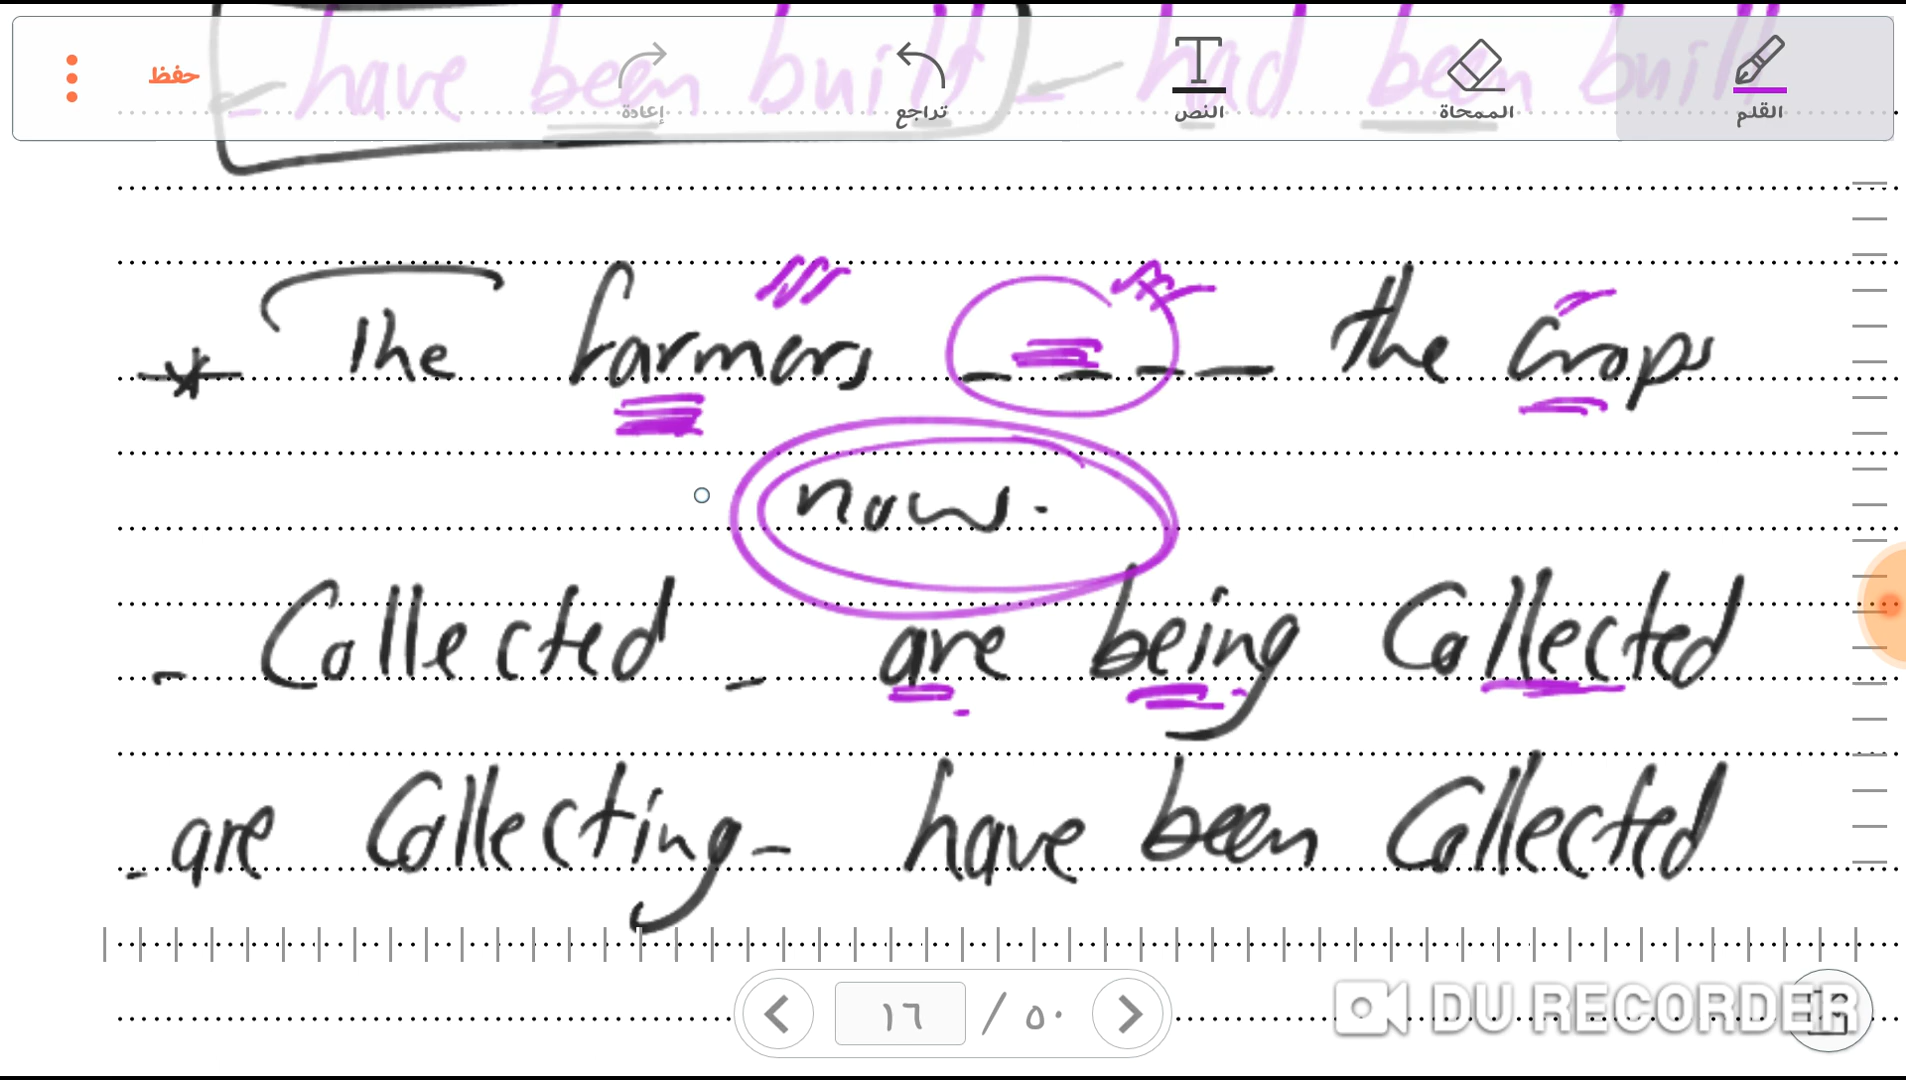 - have been built - had been built
حفظ إعادة تراجع النص الممحاة القلم
* The farmers ---- the crops
now.
- Collected - are being Collected
- are Collecting - have been Collected
١٦ / ٥٠
DU RECORDER